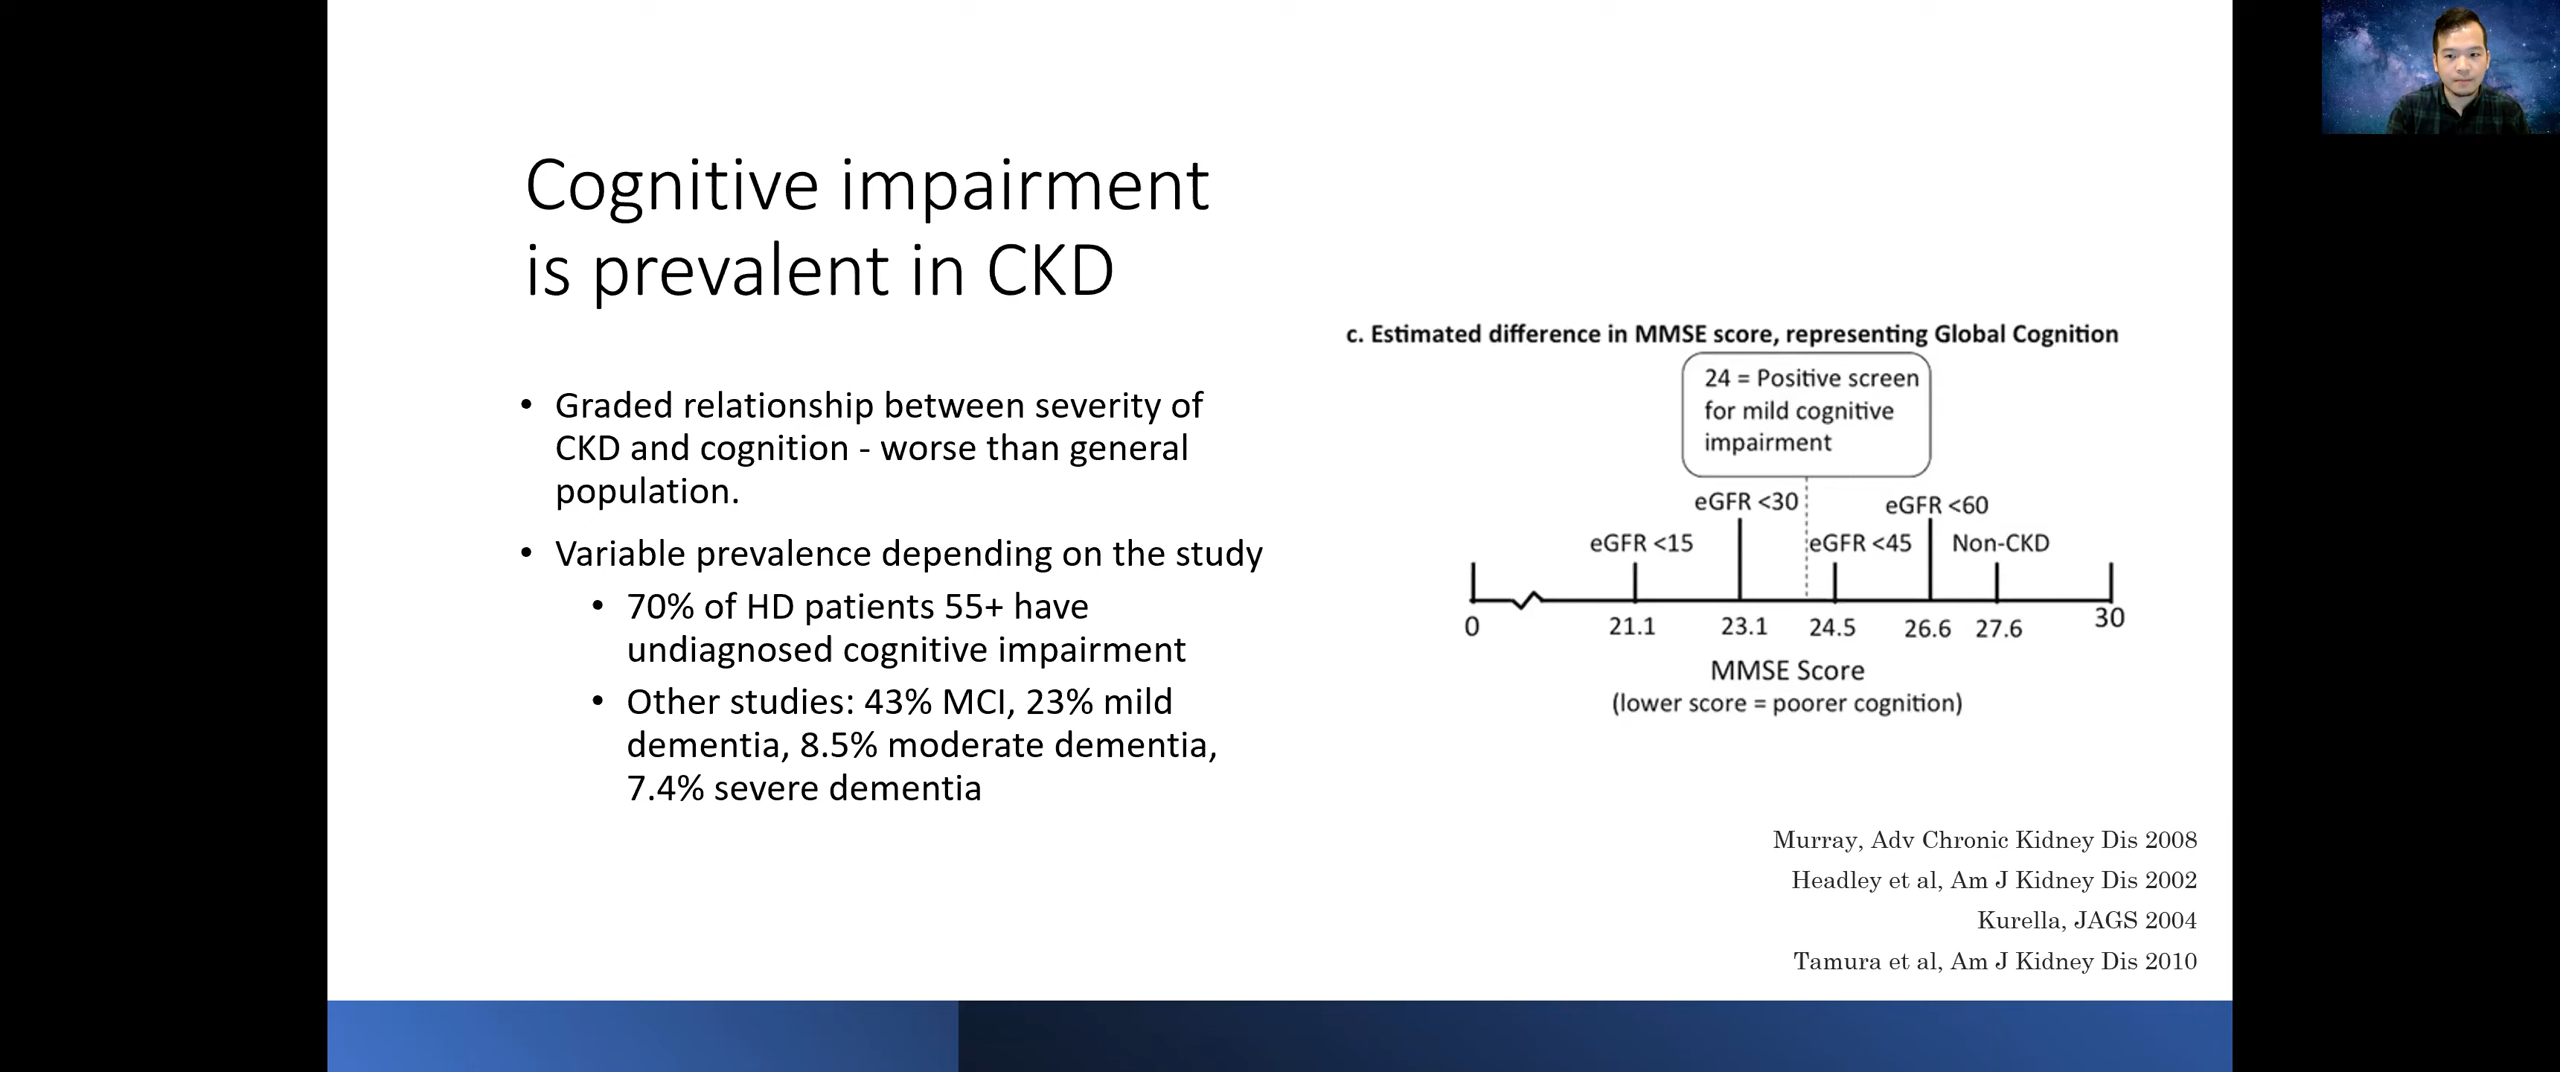 Cognitive impairment
is prevalent in CKD
• Graded relationship between severity of
CKD and cognition - worse than general
population.
• Variable prevalence depending on the study
• 70% of HD patients 55+ have
undiagnosed cognitive impairment
• Other studies: 43% MCI, 23% mild
dementia, 8.5% moderate dementia,
7.4% severe dementia
c. Estimated difference in MMSE score, representing Global Cognition
24 = Positive screen
for mild cognitive
impairment
eGFR <30 eGFR <60
eGFR <15 eGFR <45 Non-CKD
0 21.1 23.1 24.5 26.6 27.6 30
MMSE Score
(lower score = poorer cognition)
Murray, Adv Chronic Kidney Dis 2008
Headley et al, Am J Kidney Dis 2002
Kurella, JAGS 2004
Tamura et al, Am J Kidney Dis 2010